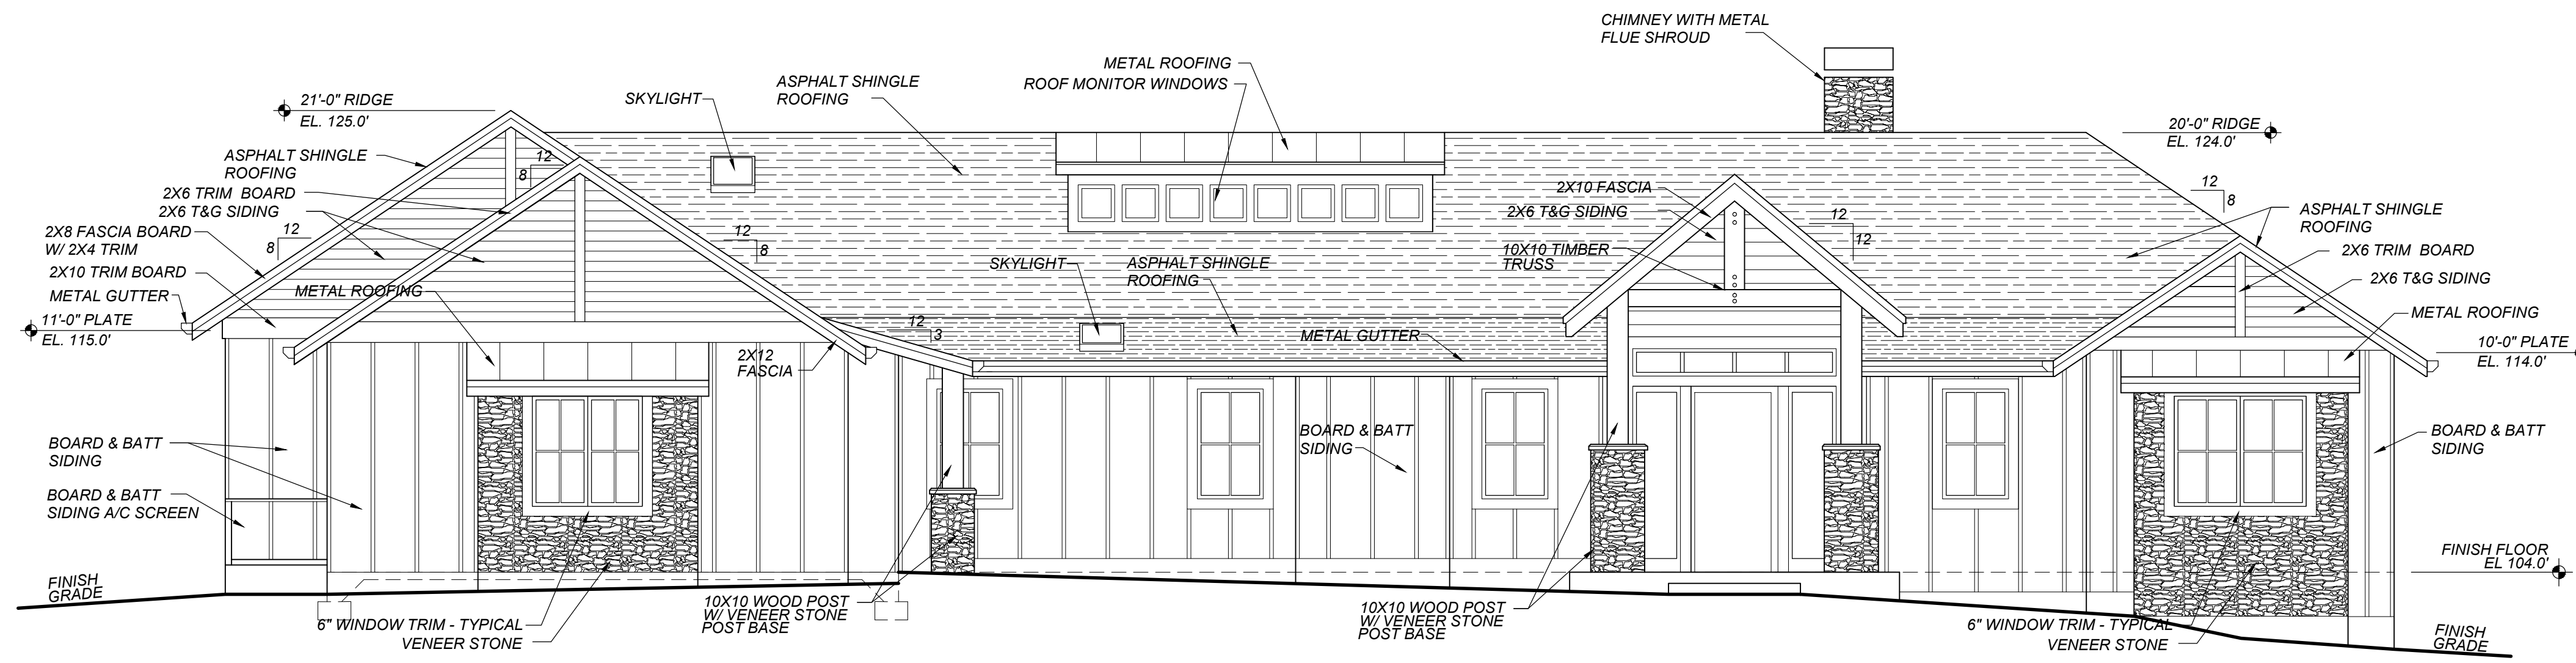 CHIMNEY WITH METAL
FLUE SHROUD
METAL ROOFING
ROOF MONITOR WINDOWS
ASPHALT SHINGLE
ROOFING
SKYLIGHT
21'-0" RIDGE
EL. 125.0'
20'-0" RIDGE
EL. 124.0'
ASPHALT SHINGLE
ROOFING
12
8
2X6 TRIM BOARD
2X6 T&G SIDING
2X8 FASCIA BOARD
W/ 2X4 TRIM
12
8
2X10 TRIM BOARD
METAL GUTTER
11'-0" PLATE
EL. 115.0'
METAL ROOFING
12
8
2X12
FASCIA
12
3
SKYLIGHT
ASPHALT SHINGLE
ROOFING
METAL GUTTER
2X10 FASCIA
2X6 T&G SIDING
10X10 TIMBER
TRUSS
12
12
12
8
ASPHALT SHINGLE
ROOFING
2X6 TRIM BOARD
2X6 T&G SIDING
METAL ROOFING
10'-0" PLATE
EL. 114.0'
BOARD & BATT
SIDING
BOARD & BATT
SIDING A/C SCREEN
BOARD & BATT
SIDING
BOARD & BATT
SIDING
FINISH FLOOR
EL 104.0'
FINISH
GRADE
6" WINDOW TRIM - TYPICAL
VENEER STONE
10X10 WOOD POST
W/ VENEER STONE
POST BASE
10X10 WOOD POST
W/ VENEER STONE
POST BASE
6" WINDOW TRIM - TYPICAL
VENEER STONE
FINISH
GRADE